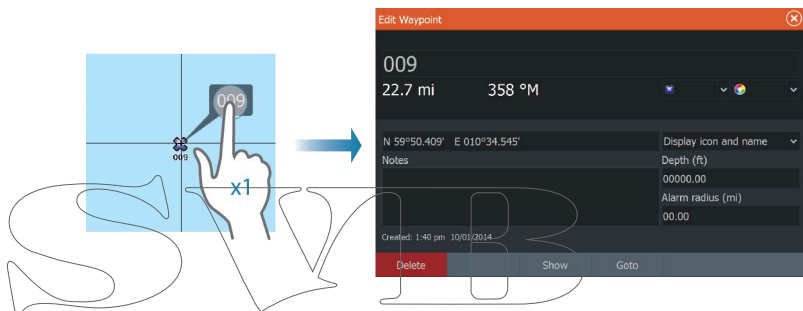 009
009
x1
Edit Waypoint
009
22.7 mi 358 °M
N 59°50.409' E 010°34.545' Display icon and name
Notes Depth (ft)
00000.00
Alarm radius (mi)
00.00
Created: 1:40 pm 10/01/2014
Delete Show Goto
SVB